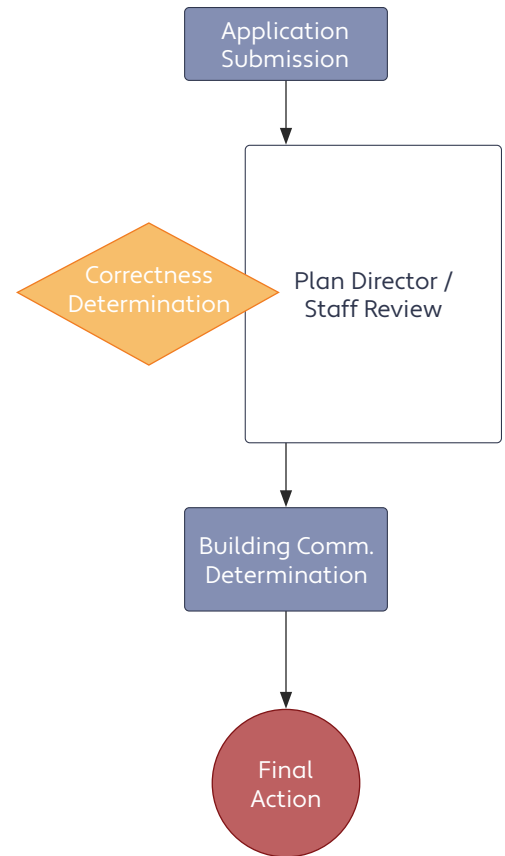 Application
Submission
Correctness
Determination
Plan Director /
Staff Review
Building Comm.
Determination
Final
Action